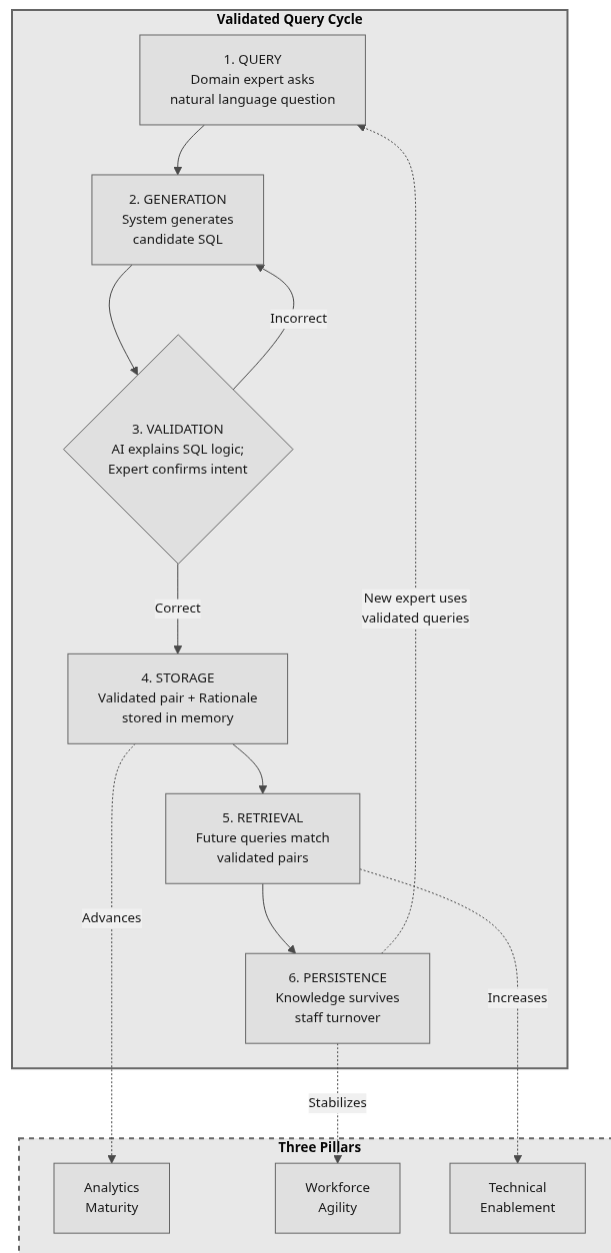 Validated Query Cycle
1. QUERY
Domain expert asks
natural language question
2. GENERATION
System generates
candidate SQL
Incorrect
3. VALIDATION
AI explains SQL logic;
Expert confirms intent
Correct
New expert uses
validated queries
4. STORAGE
Validated pair + Rationale
stored in memory
5. RETRIEVAL
Future queries match
validated pairs
Advances
6. PERSISTENCE
Knowledge survives
staff turnover
Increases
Stabilizes
Three Pillars
Analytics
Maturity
Workforce
Agility
Technical
Enablement